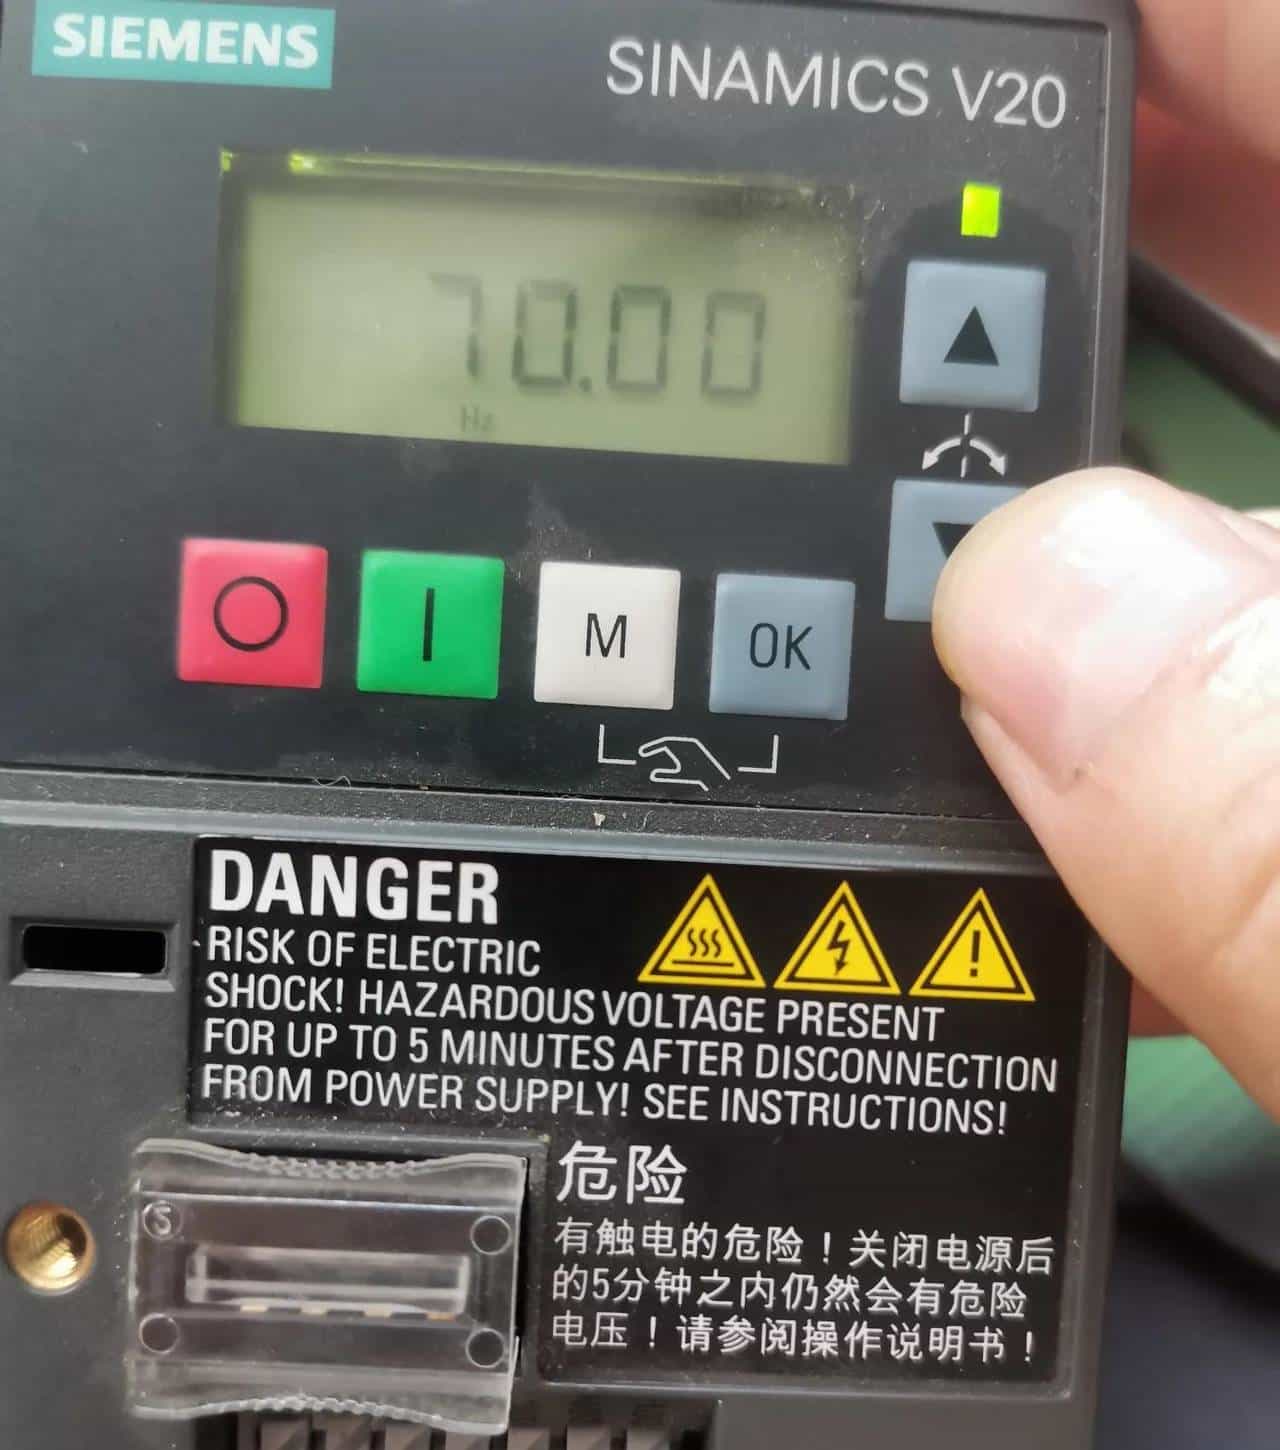 SIEMENS
SINAMICS V20
70.00
Hz
M
OK
DANGER
RISK OF ELECTRIC
SHOCK! HAZARDOUS VOLTAGE PRESENT
FOR UP TO 5 MINUTES AFTER DISCONNECTION
FROM POWER SUPPLY! SEE INSTRUCTIONS!
危险
有触电的危险！关闭电源后
的5分钟之内仍然会有危险
电压！请参阅操作说明书！